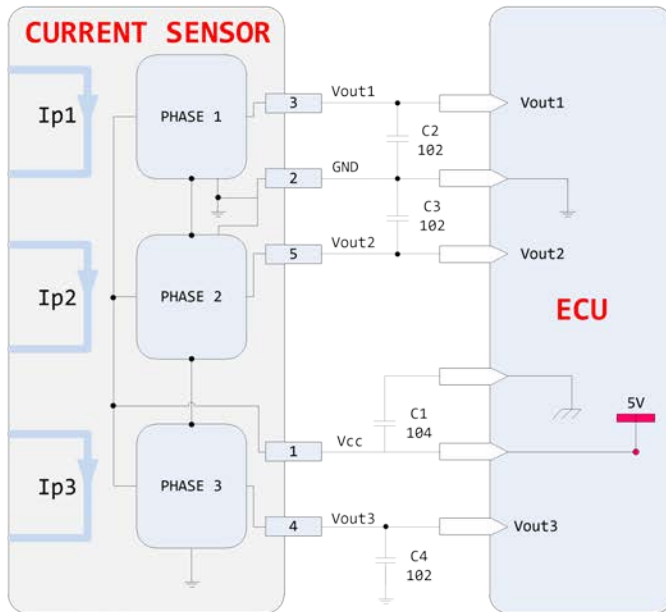 CURRENT SENSOR
Ip1
PHASE 1
3
Vout1
Vout1
C2
102
2
GND
C3
102
Ip2
PHASE 2
5
Vout2
Vout2
ECU
5V
C1
104
1
Vcc
Ip3
PHASE 3
4
Vout3
Vout3
C4
102